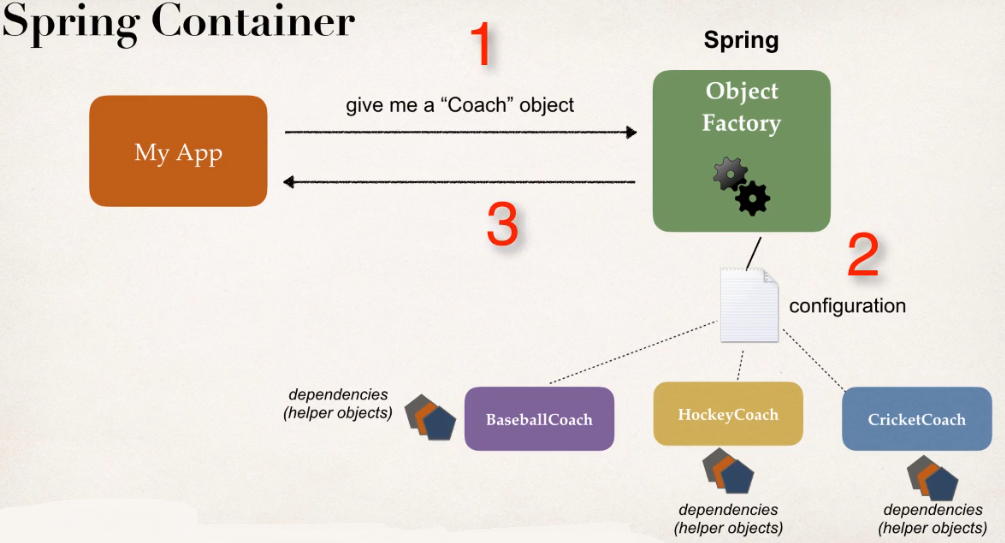 Spring Container
1
Spring
give me a “Coach” object
Object
Factory
My App
3
2
configuration
dependencies
(helper objects)
BaseballCoach
HockeyCoach
CricketCoach
dependencies
(helper objects)
dependencies
(helper objects)